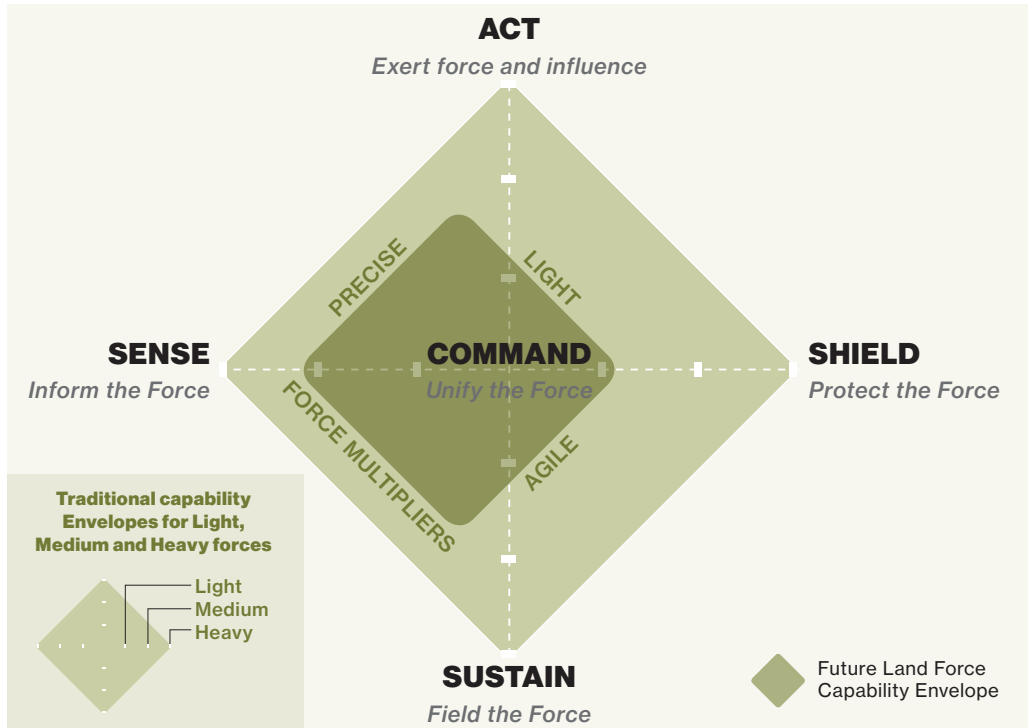 ACT
Exert force and influence
PRECISE
LIGHT
SENSE
Inform the Force
COMMAND
Unify the Force
SHIELD
Protect the Force
FORCE MULTIPLIERS
AGILE
Traditional capability
Envelopes for Light,
Medium and Heavy forces
Light
Medium
Heavy
SUSTAIN
Field the Force
Future Land Force
Capability Envelope